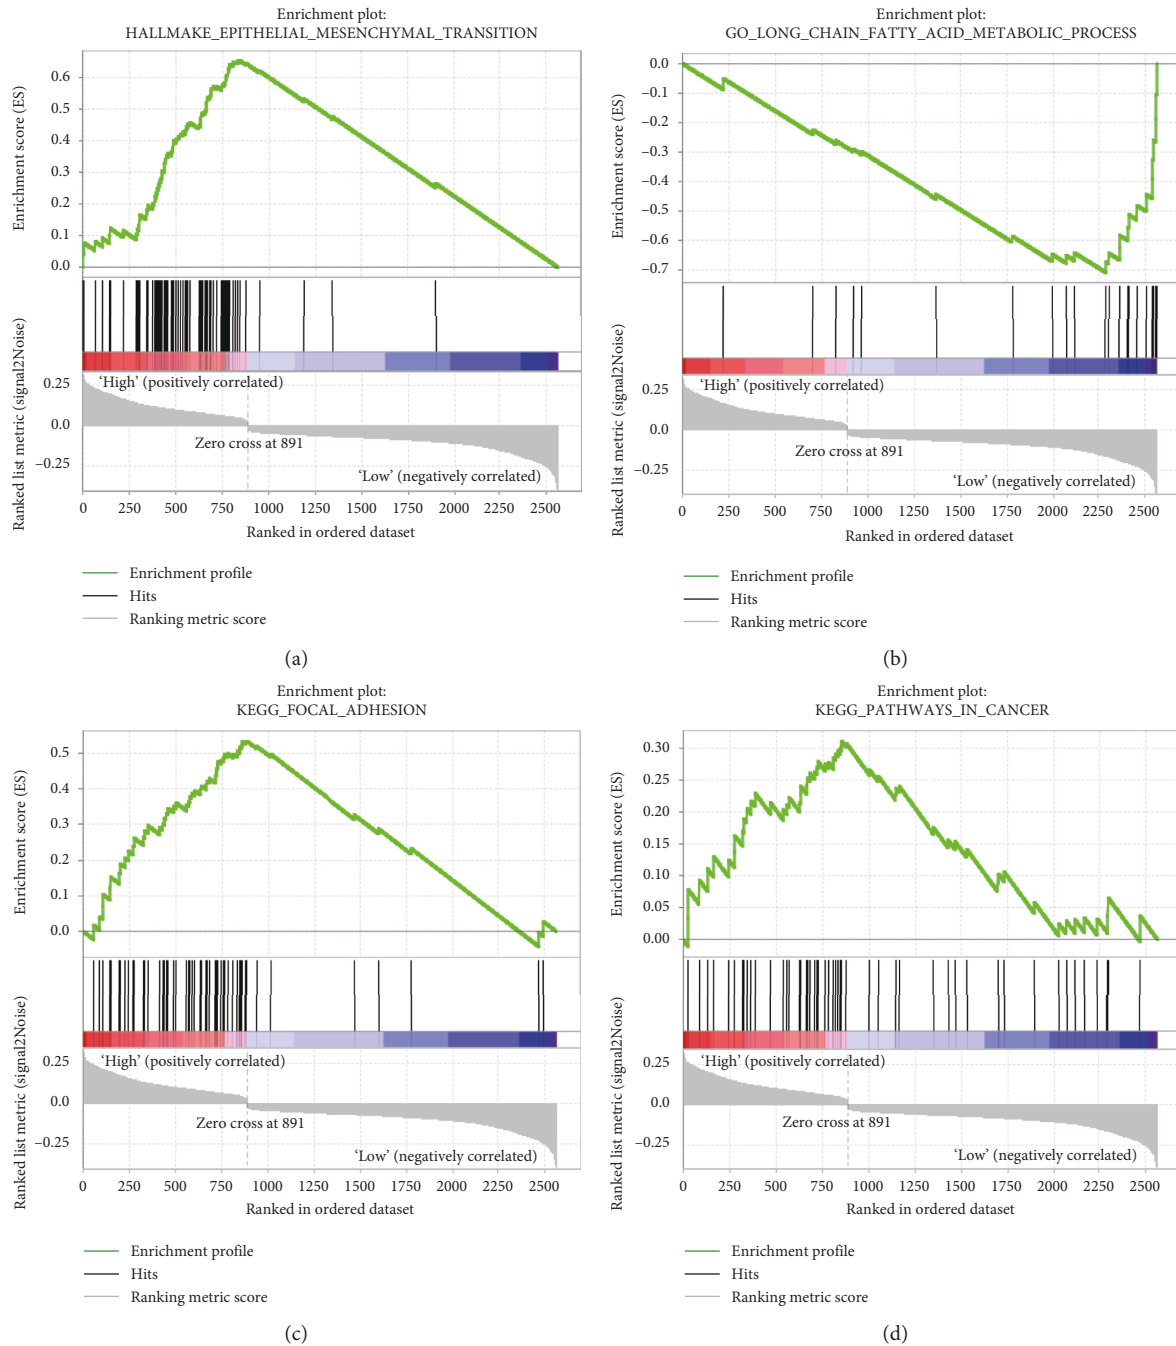 Enrichment plot:
HALLMAKE_EPITHELIAL_MESENCHYMAL_TRANSITION
Enrichment score (ES)
0.6
0.5
0.4
0.3
0.2
0.1
0.0
Ranked list metric (signal2Noise)
0.25
0.0
−0.25
‘High’ (positively correlated)
Zero cross at 891
‘Low’ (negatively correlated)
0 250 500 750 1000 1250 1500 1750 2000 2250 2500
Ranked in ordered dataset
Enrichment profile
Hits
Ranking metric score
(a)
Enrichment plot:
GO_LONG_CHAIN_FATTY_ACID_METABOLIC_PROCESS
Enrichment score (ES)
0.0
−0.1
−0.2
−0.3
−0.4
−0.5
−0.6
−0.7
Ranked list metric (signal2Noise)
0.25
0.0
−0.25
‘High’ (positively correlated)
Zero cross at 891
‘Low’ (negatively correlated)
0 250 500 750 1000 1250 1500 1750 2000 2250 2500
Ranked in ordered dataset
Enrichment profile
Hits
Ranking metric score
(b)
Enrichment plot:
KEGG_FOCAL_ADHESION
Enrichment score (ES)
0.5
0.4
0.3
0.2
0.1
0.0
Ranked list metric (signal2Noise)
0.25
0.0
−0.25
‘High’ (positively correlated)
Zero cross at 891
‘Low’ (negatively correlated)
0 250 500 750 1000 1250 1500 1750 2000 2250 2500
Ranked in ordered dataset
Enrichment profile
Hits
Ranking metric score
(c)
Enrichment plot:
KEGG_PATHWAYS_IN_CANCER
Enrichment score (ES)
0.30
0.25
0.20
0.15
0.10
0.05
0.00
Ranked list metric (signal2Noise)
0.25
0.0
−0.25
‘High’ (positively correlated)
Zero cross at 891
‘Low’ (negatively correlated)
0 250 500 750 1000 1250 1500 1750 2000 2250 2500
Ranked in ordered dataset
Enrichment profile
Hits
Ranking metric score
(d)